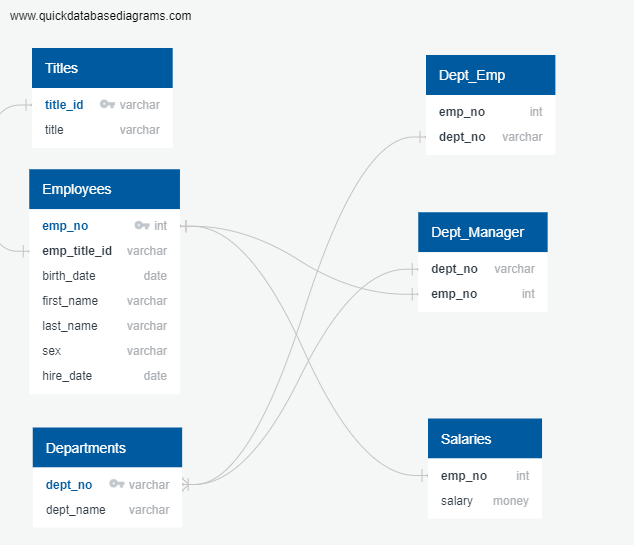 www.quickdatabasediagrams.com
Titles
title_id varchar
title varchar
Employees
emp_no int
emp_title_id varchar
birth_date date
first_name varchar
last_name varchar
sex varchar
hire_date date
Departments
dept_no varchar
dept_name varchar
Dept_Emp
emp_no int
dept_no varchar
Dept_Manager
dept_no varchar
emp_no int
Salaries
emp_no int
salary money